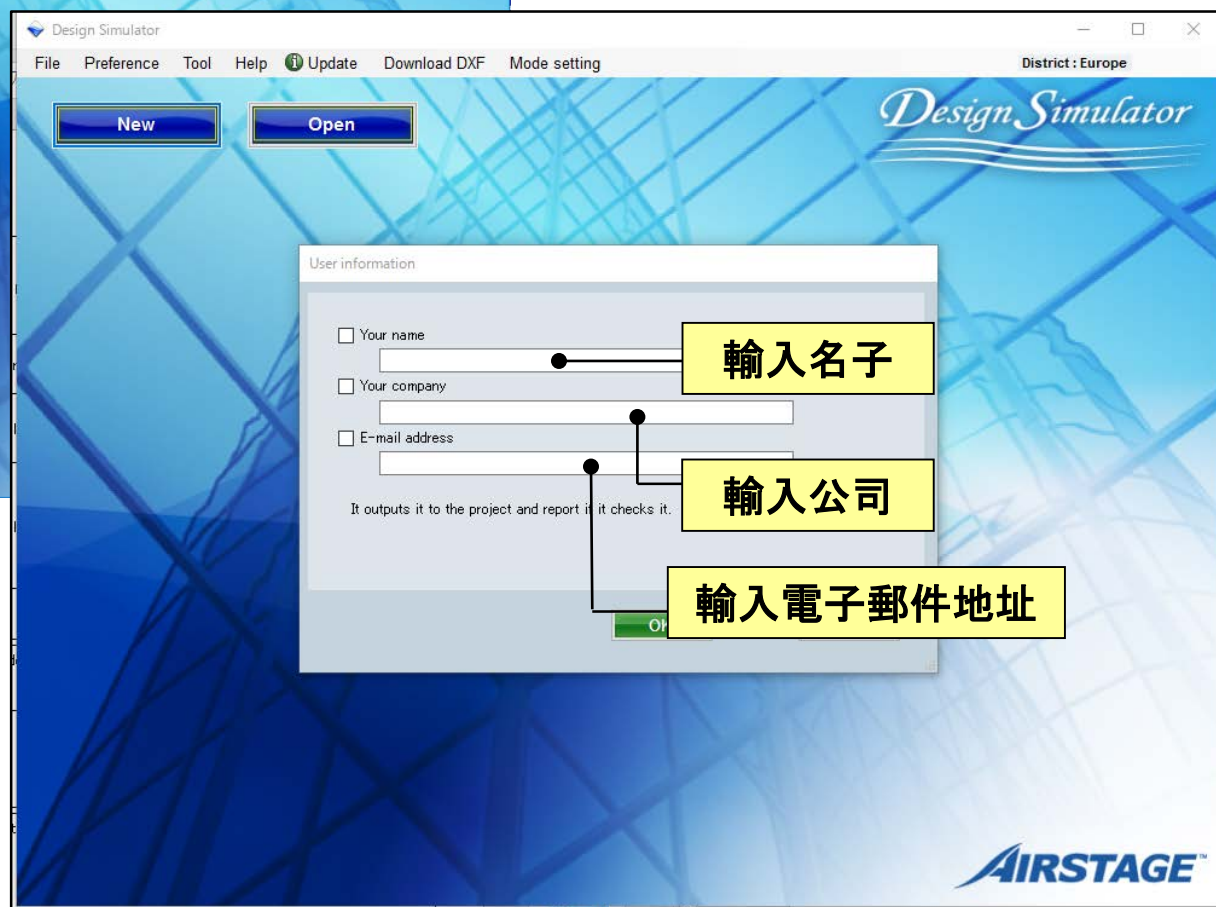 Design Simulator
File Preference Tool Help Update Download DXF Mode setting District : Europe
New Open
Design Simulator
User information
Your name
輸入名子
Your company
E-mail address
輸入公司
It outputs it to the project and report if it checks it.
輸入電子郵件地址
AIRSTAGE™